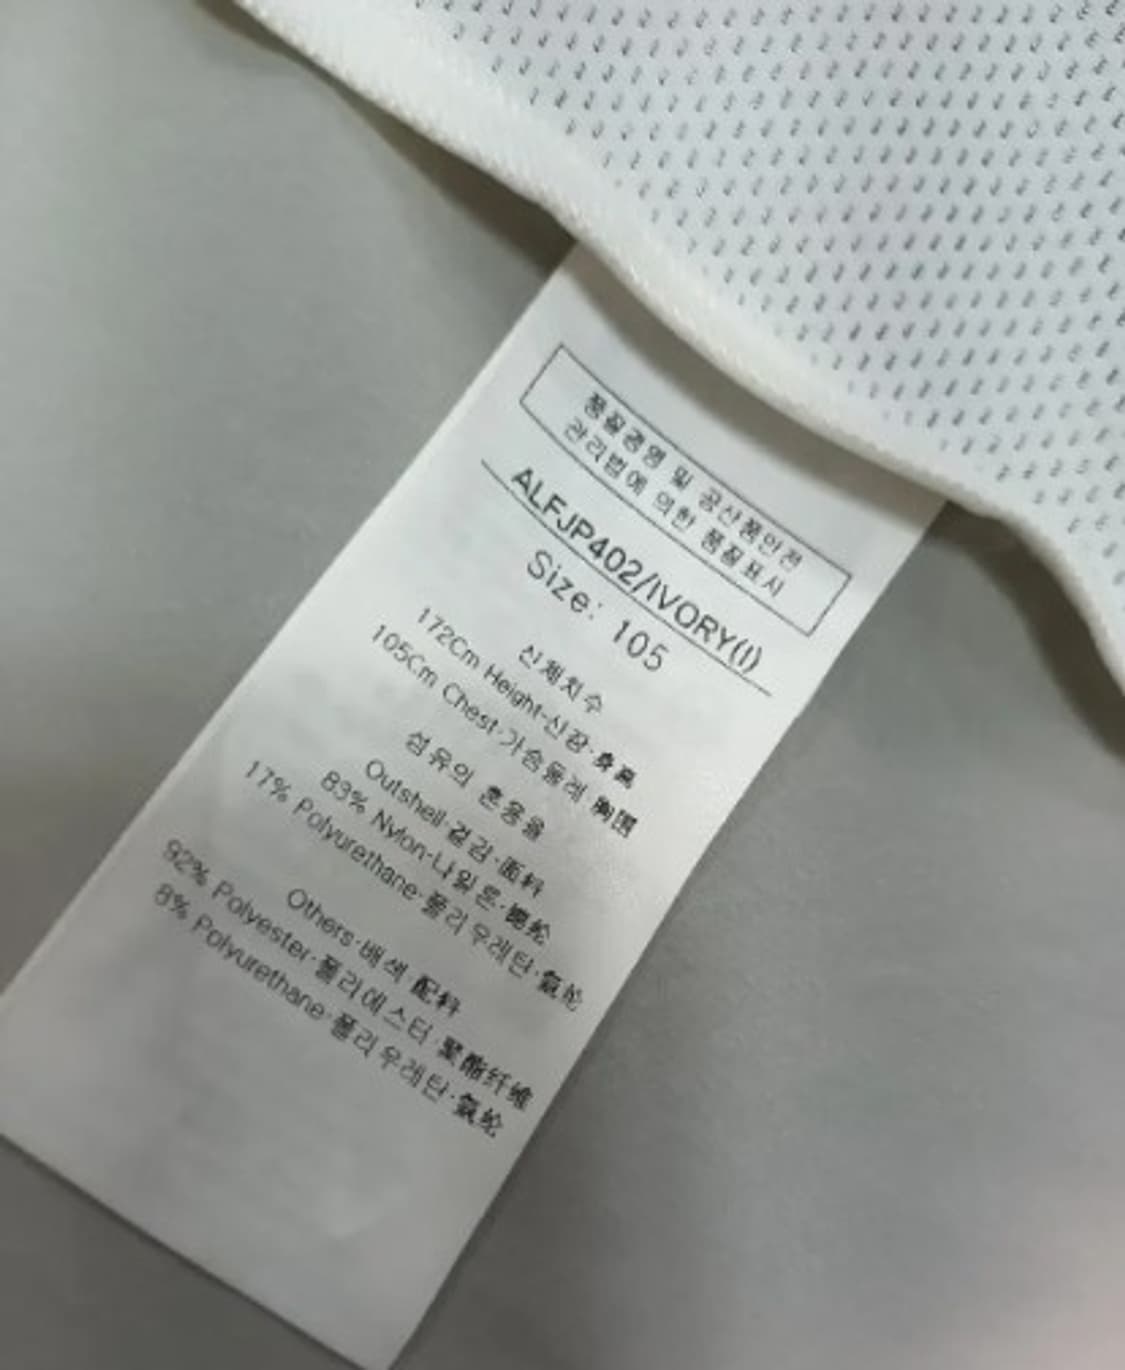 품질경영 및 공산품안전
관리법에 의한 품질표시
ALFJP402/IVORY(I)
Size: 105
신체치수
172Cm Height-신장·身高
105Cm Chest·가슴둘레 胸围
섬유의 혼용율
Outshell·겉감·面料
83% Nylon-나일론·锦纶
17% Polyurethane·폴리우레탄·氨纶
Others·배색·配料
92% Polyester·폴리에스터 聚酯纤维
8% Polyurethane·폴리우레탄·氨纶